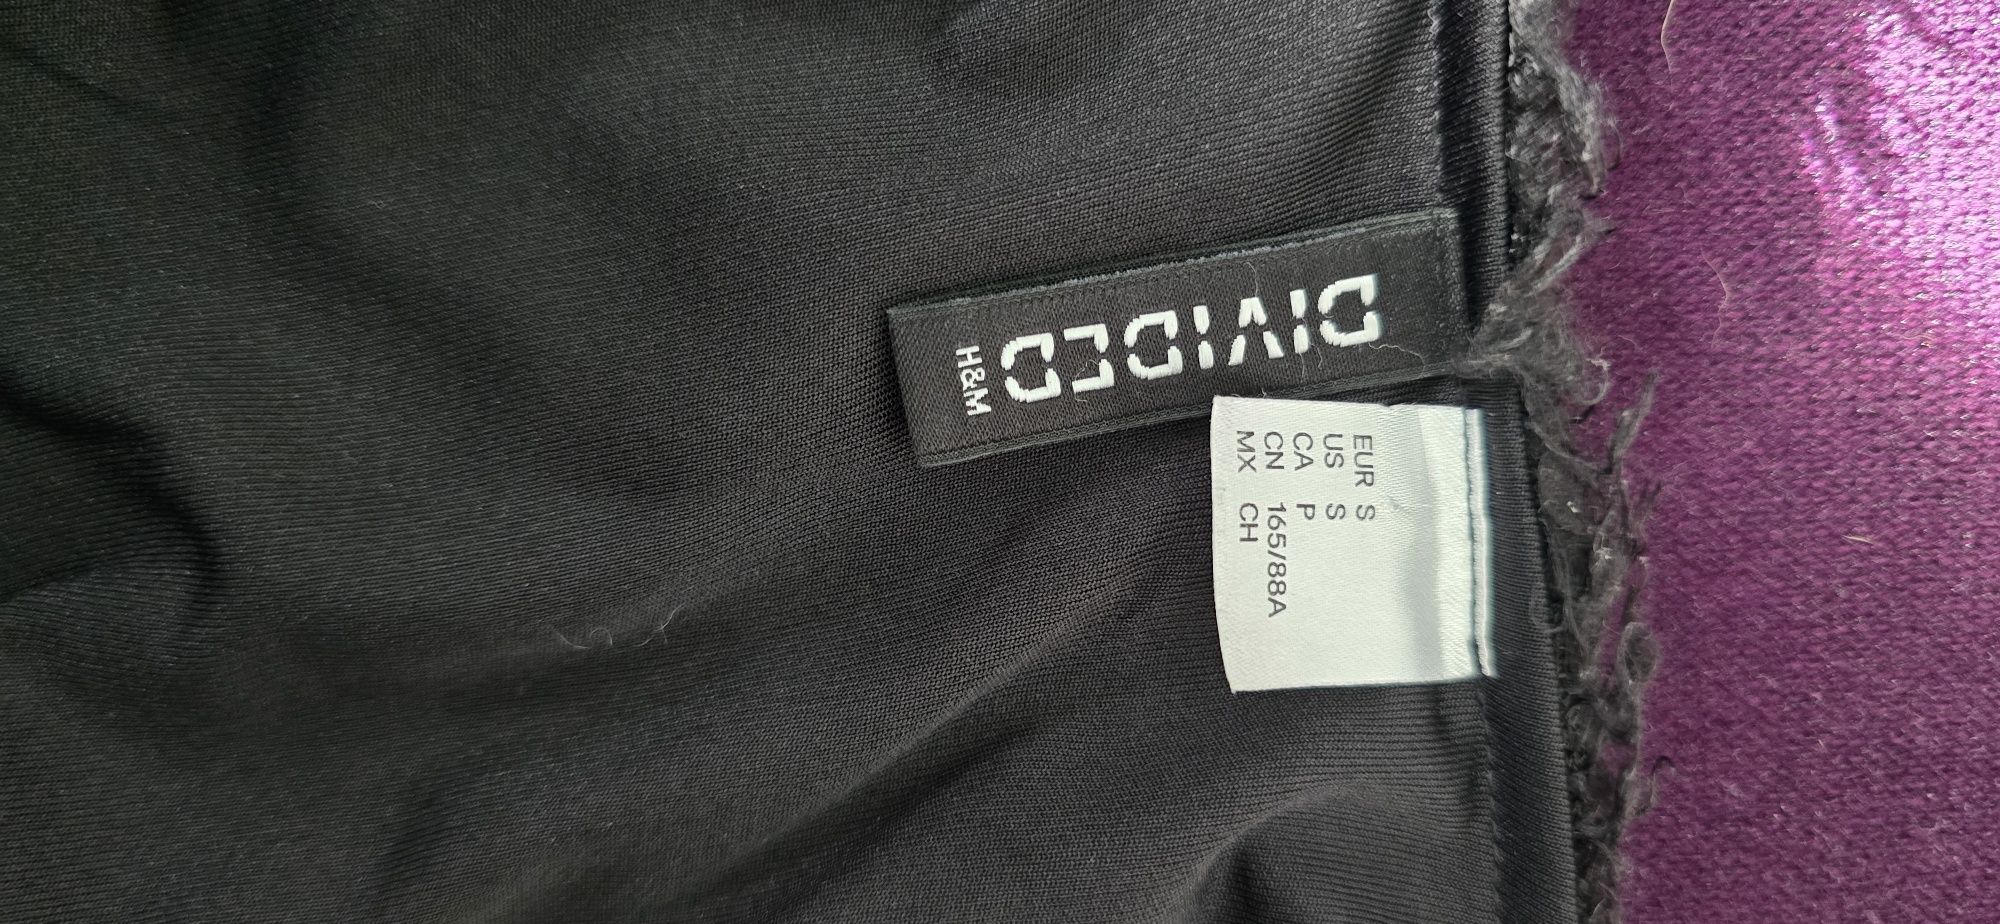 DIVIDED
H&M
EUR S
US S
CA P
CN 165/88A
MX CH